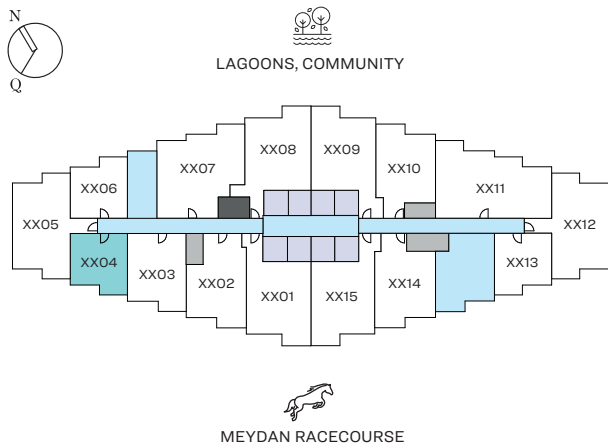 N
Q
LAGOONS, COMMUNITY
XX08
XX09
XX07
XX10
XX06
XX11
XX05
XX12
XX04
XX03
XX02
XX01
XX15
XX14
XX13
MEYDAN RACECOURSE